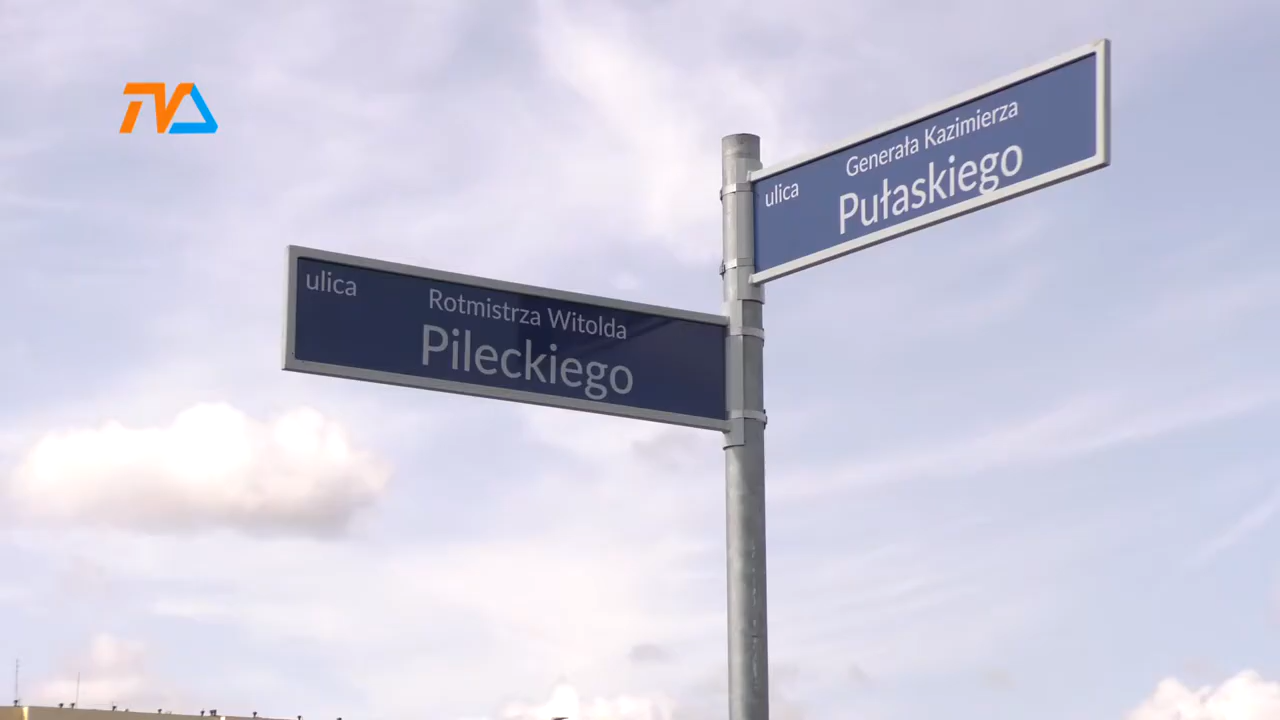 TVA
ulica
Generała Kazimierza
Pułaskiego
ulica
Rotmistrza Witolda
Pileckiego